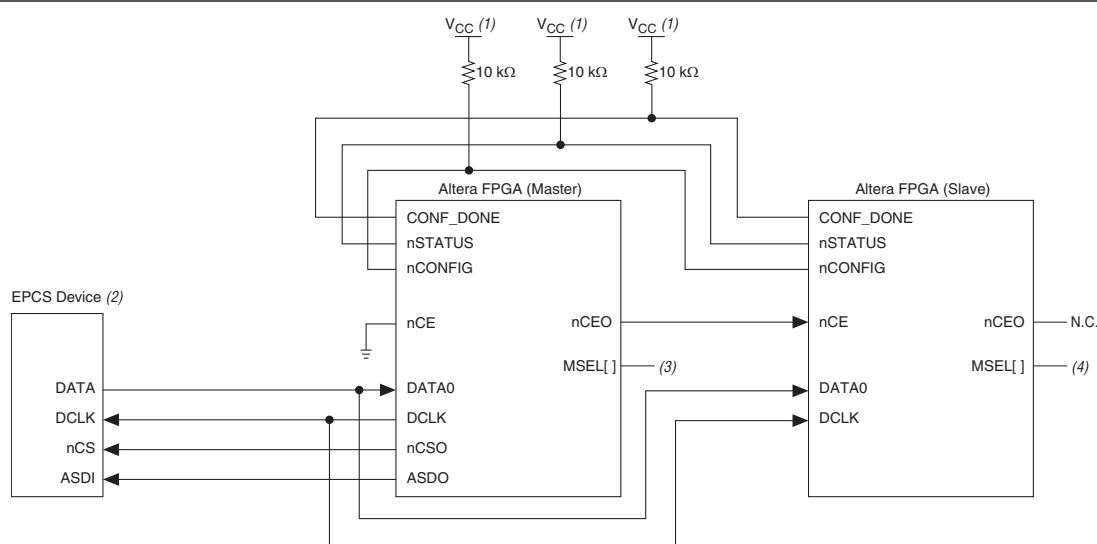 VCC (1) VCC (1) VCC (1)
10 kΩ 10 kΩ 10 kΩ
Altera FPGA (Master) Altera FPGA (Slave)
CONF_DONE CONF_DONE
nSTATUS nSTATUS
nCONFIG nCONFIG
EPCS Device (2)
nCE nCEO nCE nCEO N.C.
MSEL[ ] (3) MSEL[ ] (4)
DATA DATA0 DATA0
DCLK DCLK DCLK
nCS nCSO
ASDI ASDO